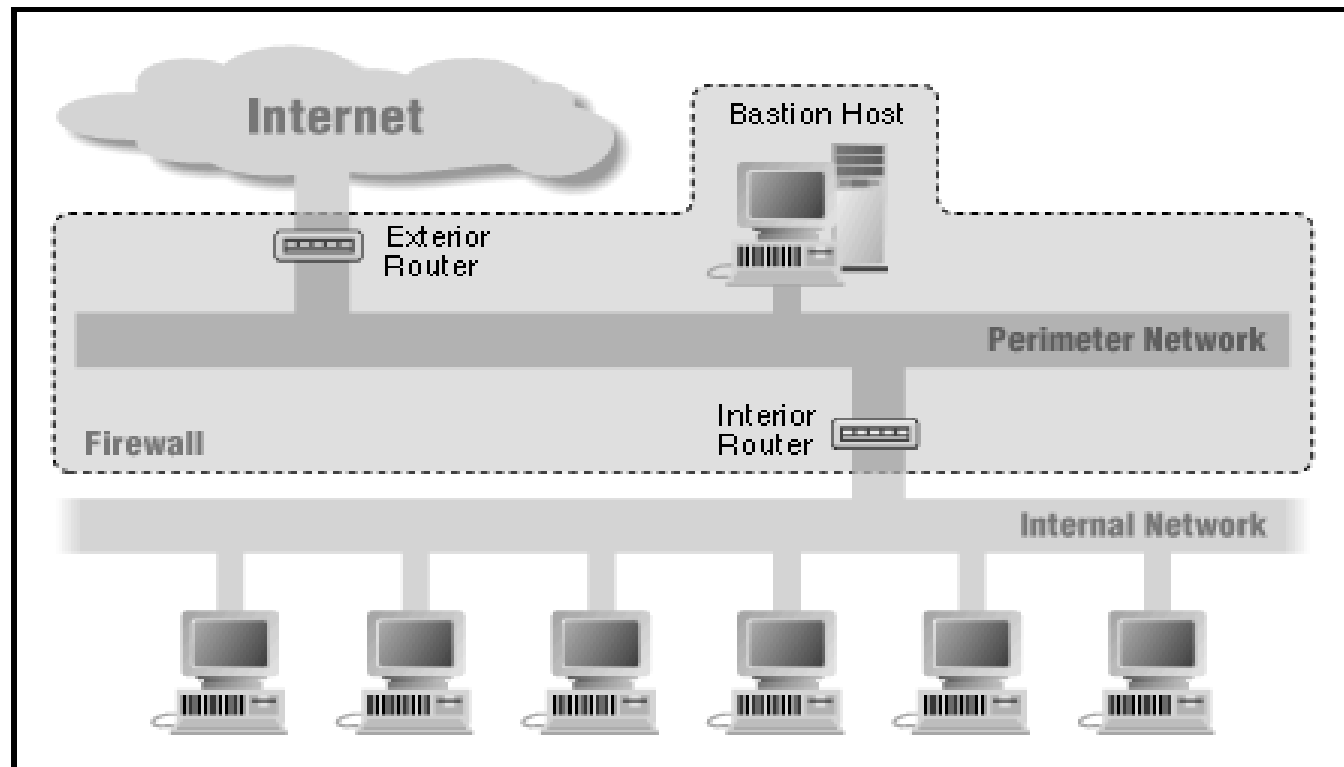 Internet
Bastion Host
Exterior
Router
Perimeter Network
Interior
Router
Firewall
Internal Network